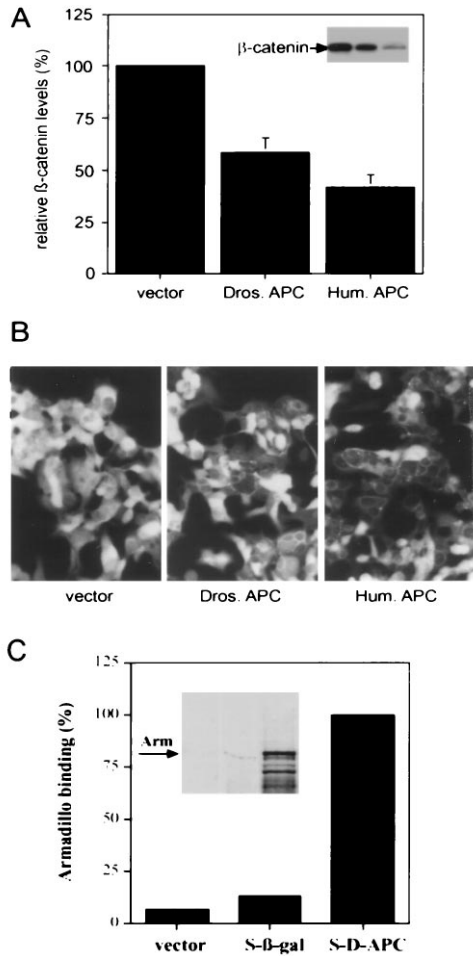 A
relative ß-catenin levels (%)
125
100
75
50
25
0
β-catenin
T
T
vector
Dros. APC
Hum. APC
B
vector
Dros. APC
Hum. APC
C
Armadillo binding (%)
125
100
75
50
25
0
Arm
vector
S-ß-gal
S-D-APC